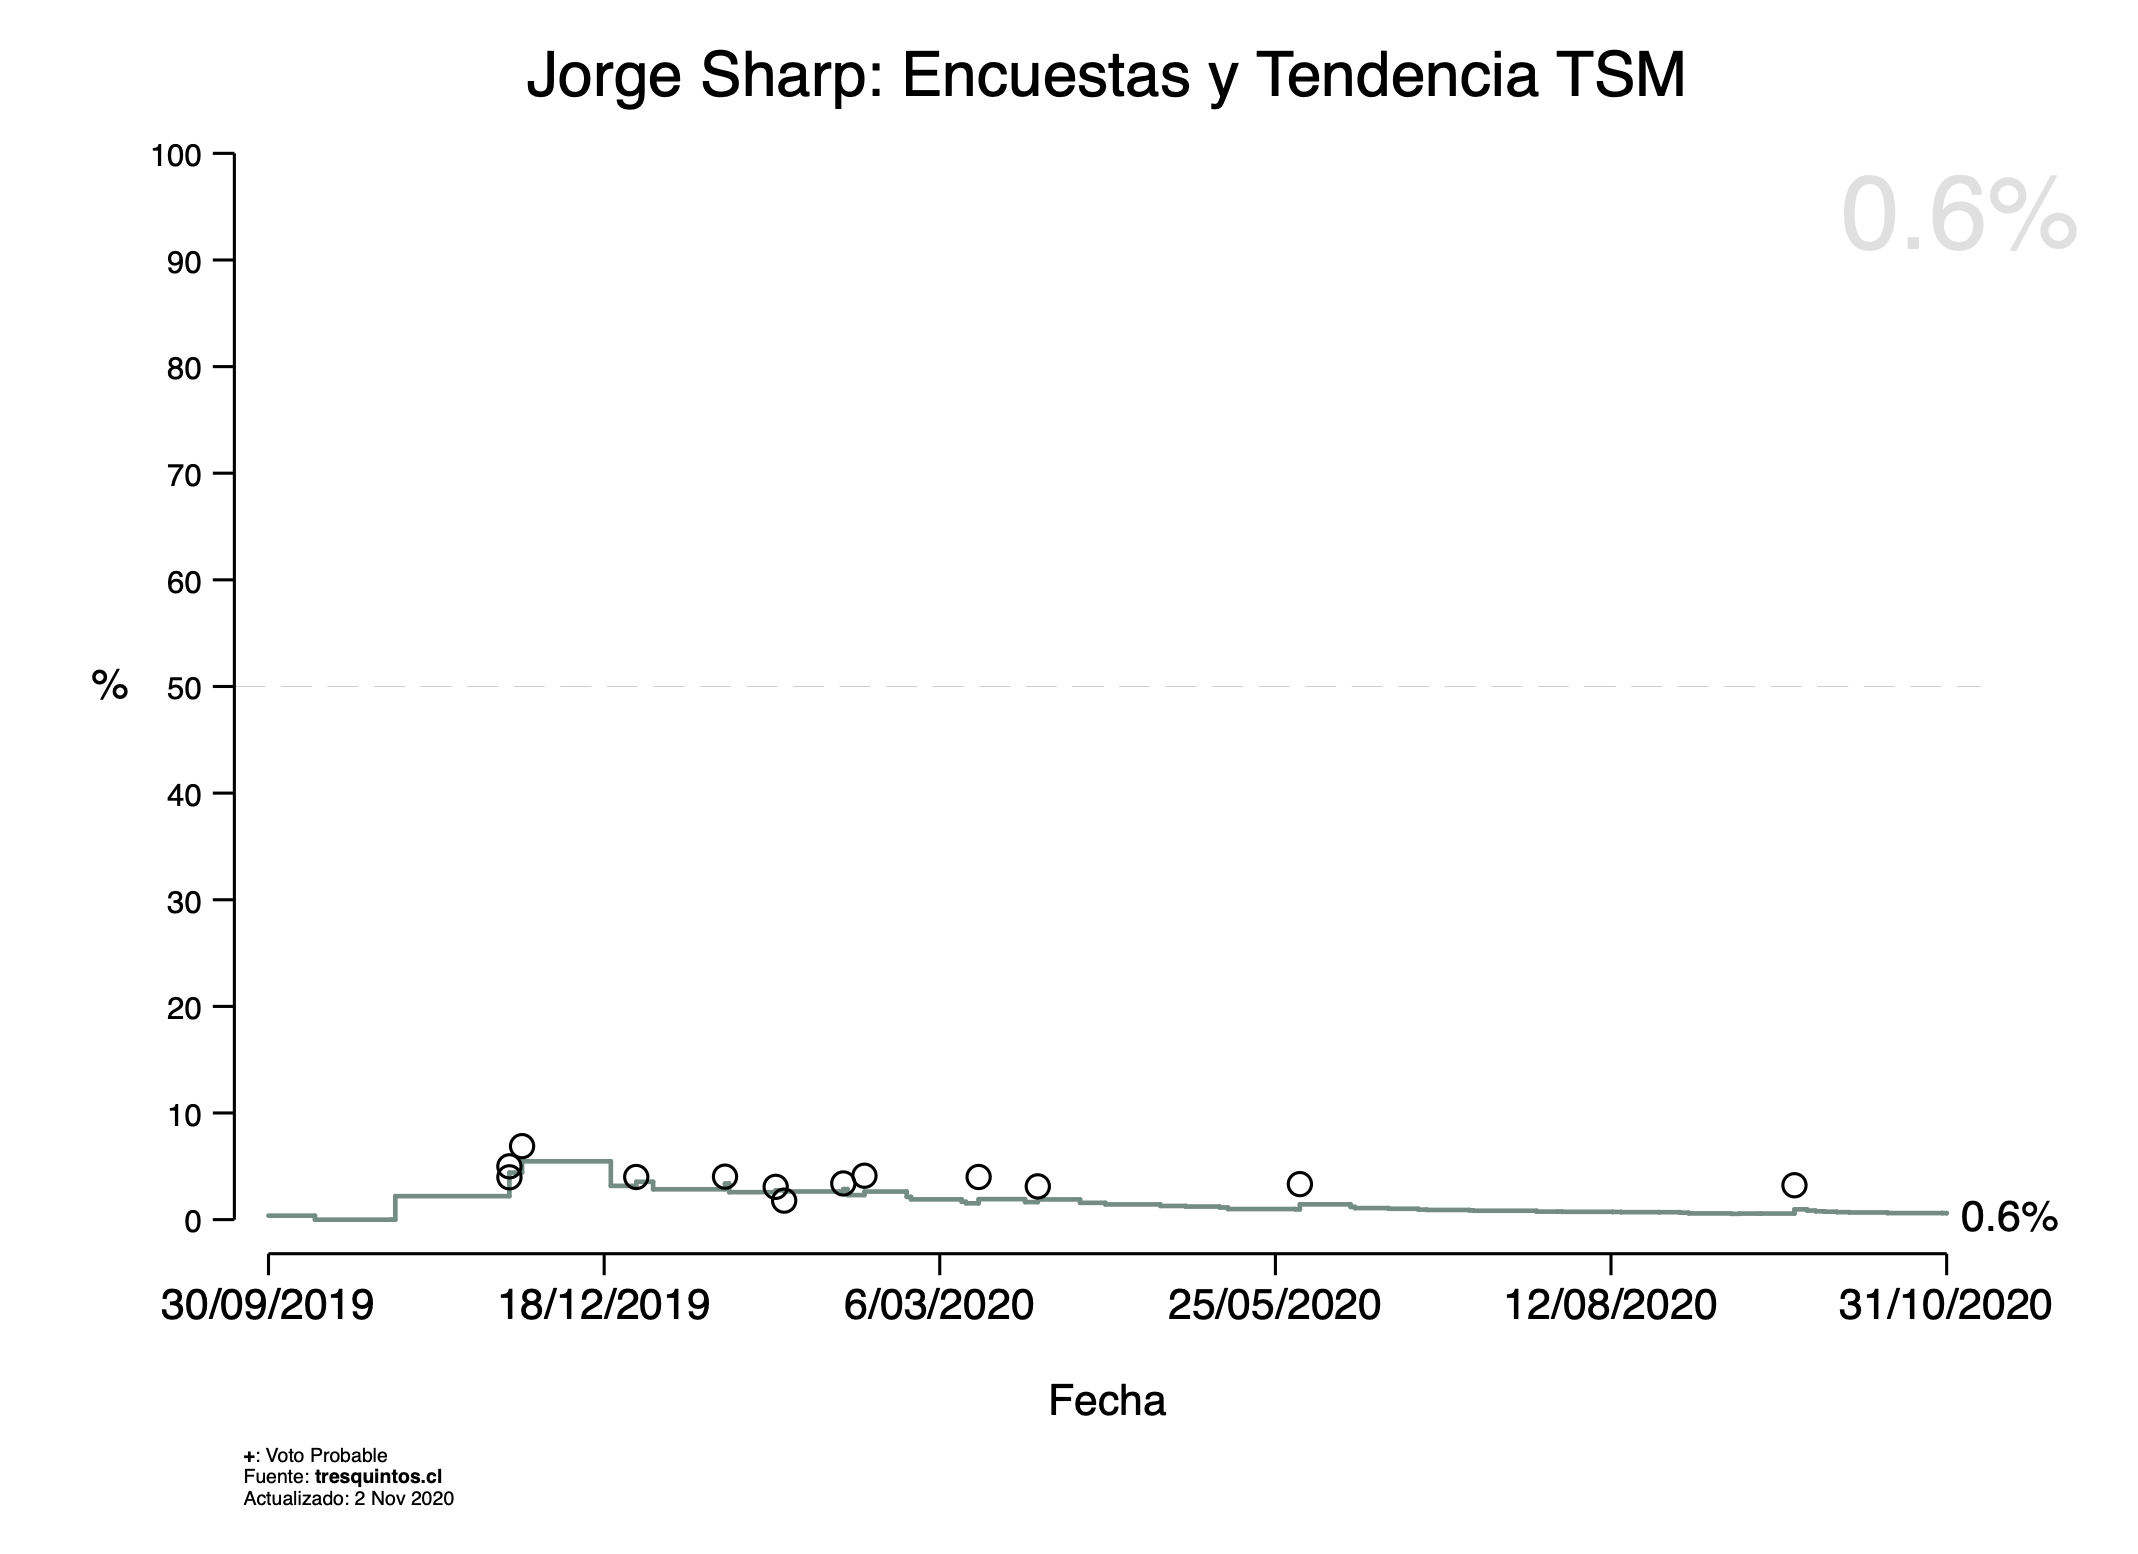 Jorge Sharp: Encuestas y Tendencia TSM
0.6%
100
90
80
70
60
% 50
40
30
20
10
0
0.6%
30/09/2019 18/12/2019 6/03/2020 25/05/2020 12/08/2020 31/10/2020
Fecha
+: Voto Probable
Fuente: tresquintos.cl
Actualizado: 2 Nov 2020